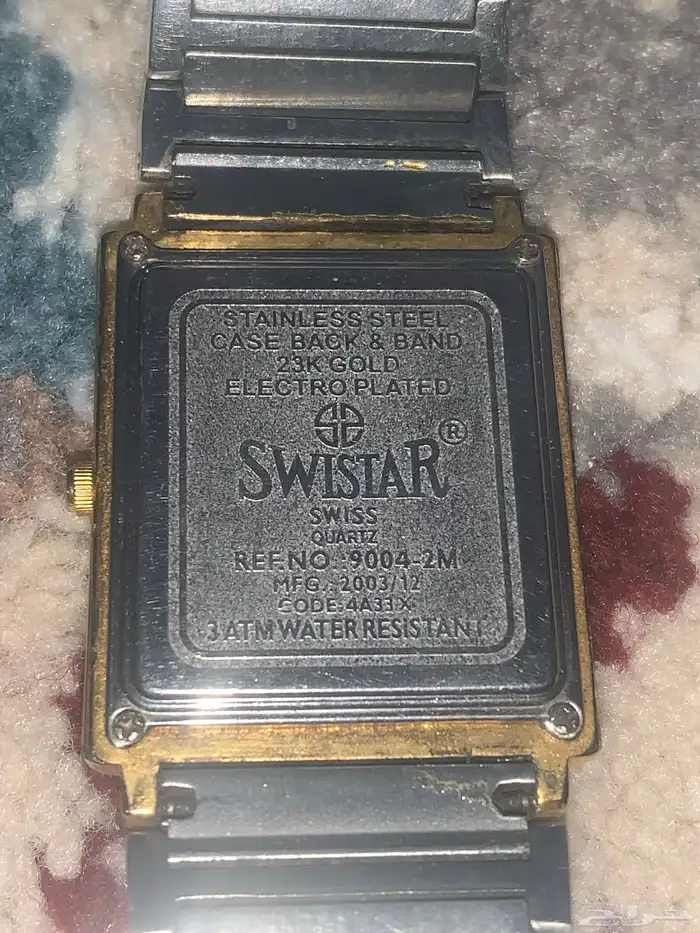 STAINLESS STEEL
CASE BACK & BAND
23K GOLD
ELECTRO PLATED
SWISTAR®
SWISS
QUARTZ
REF.NO.:9004-2M
MFG.:2003/12
CODE:4A33X
3 ATM WATER RESISTANT
حراج